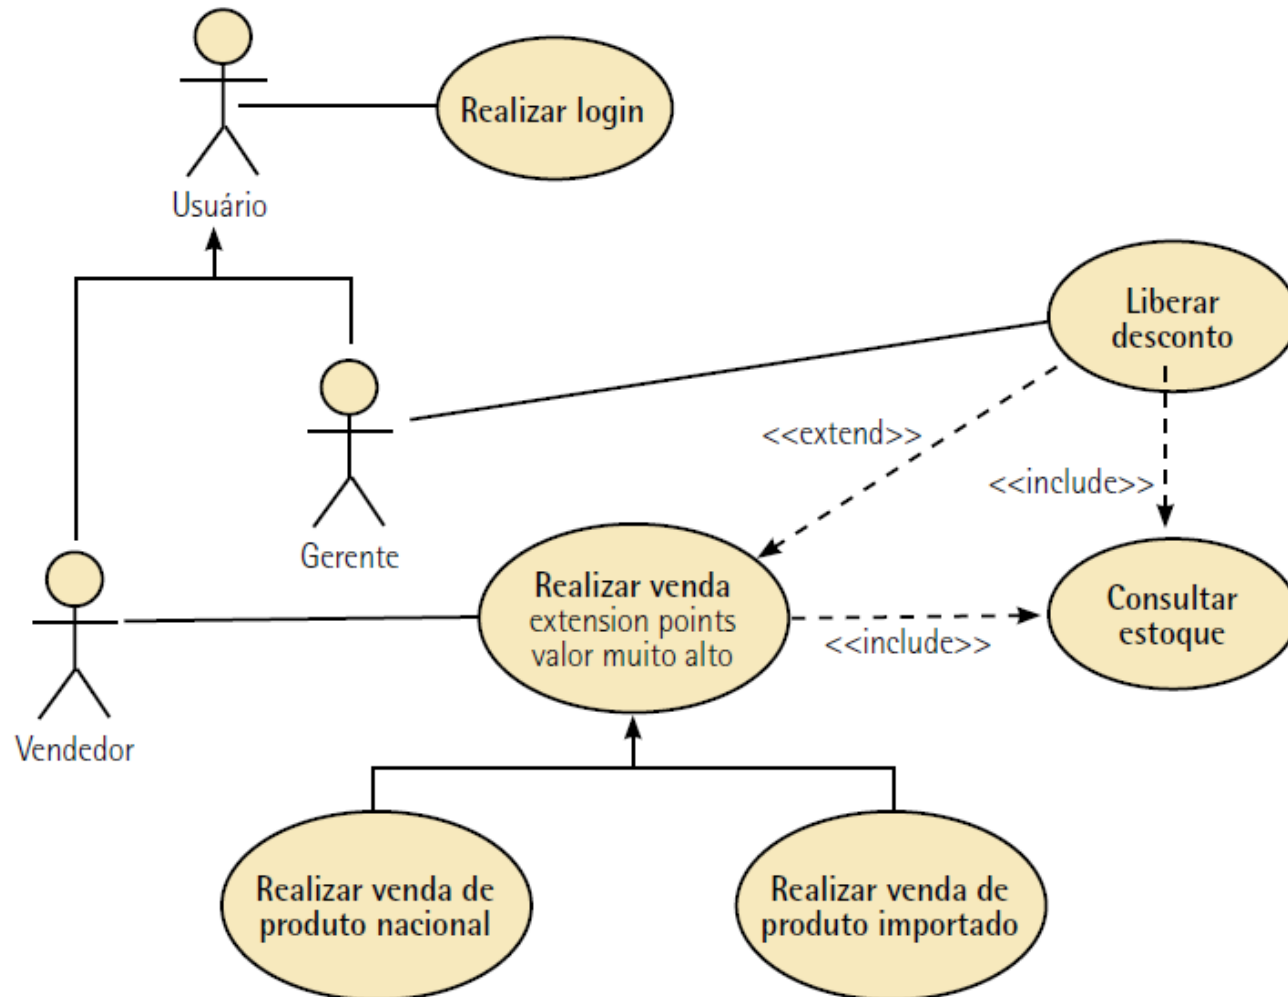 Realizar login
Usuário
Liberar
desconto
<<extend>>
<<include>>
Gerente
Realizar venda
extension points
valor muito alto
<<include>>
Consultar
estoque
Vendedor
Realizar venda de
produto nacional
Realizar venda de
produto importado